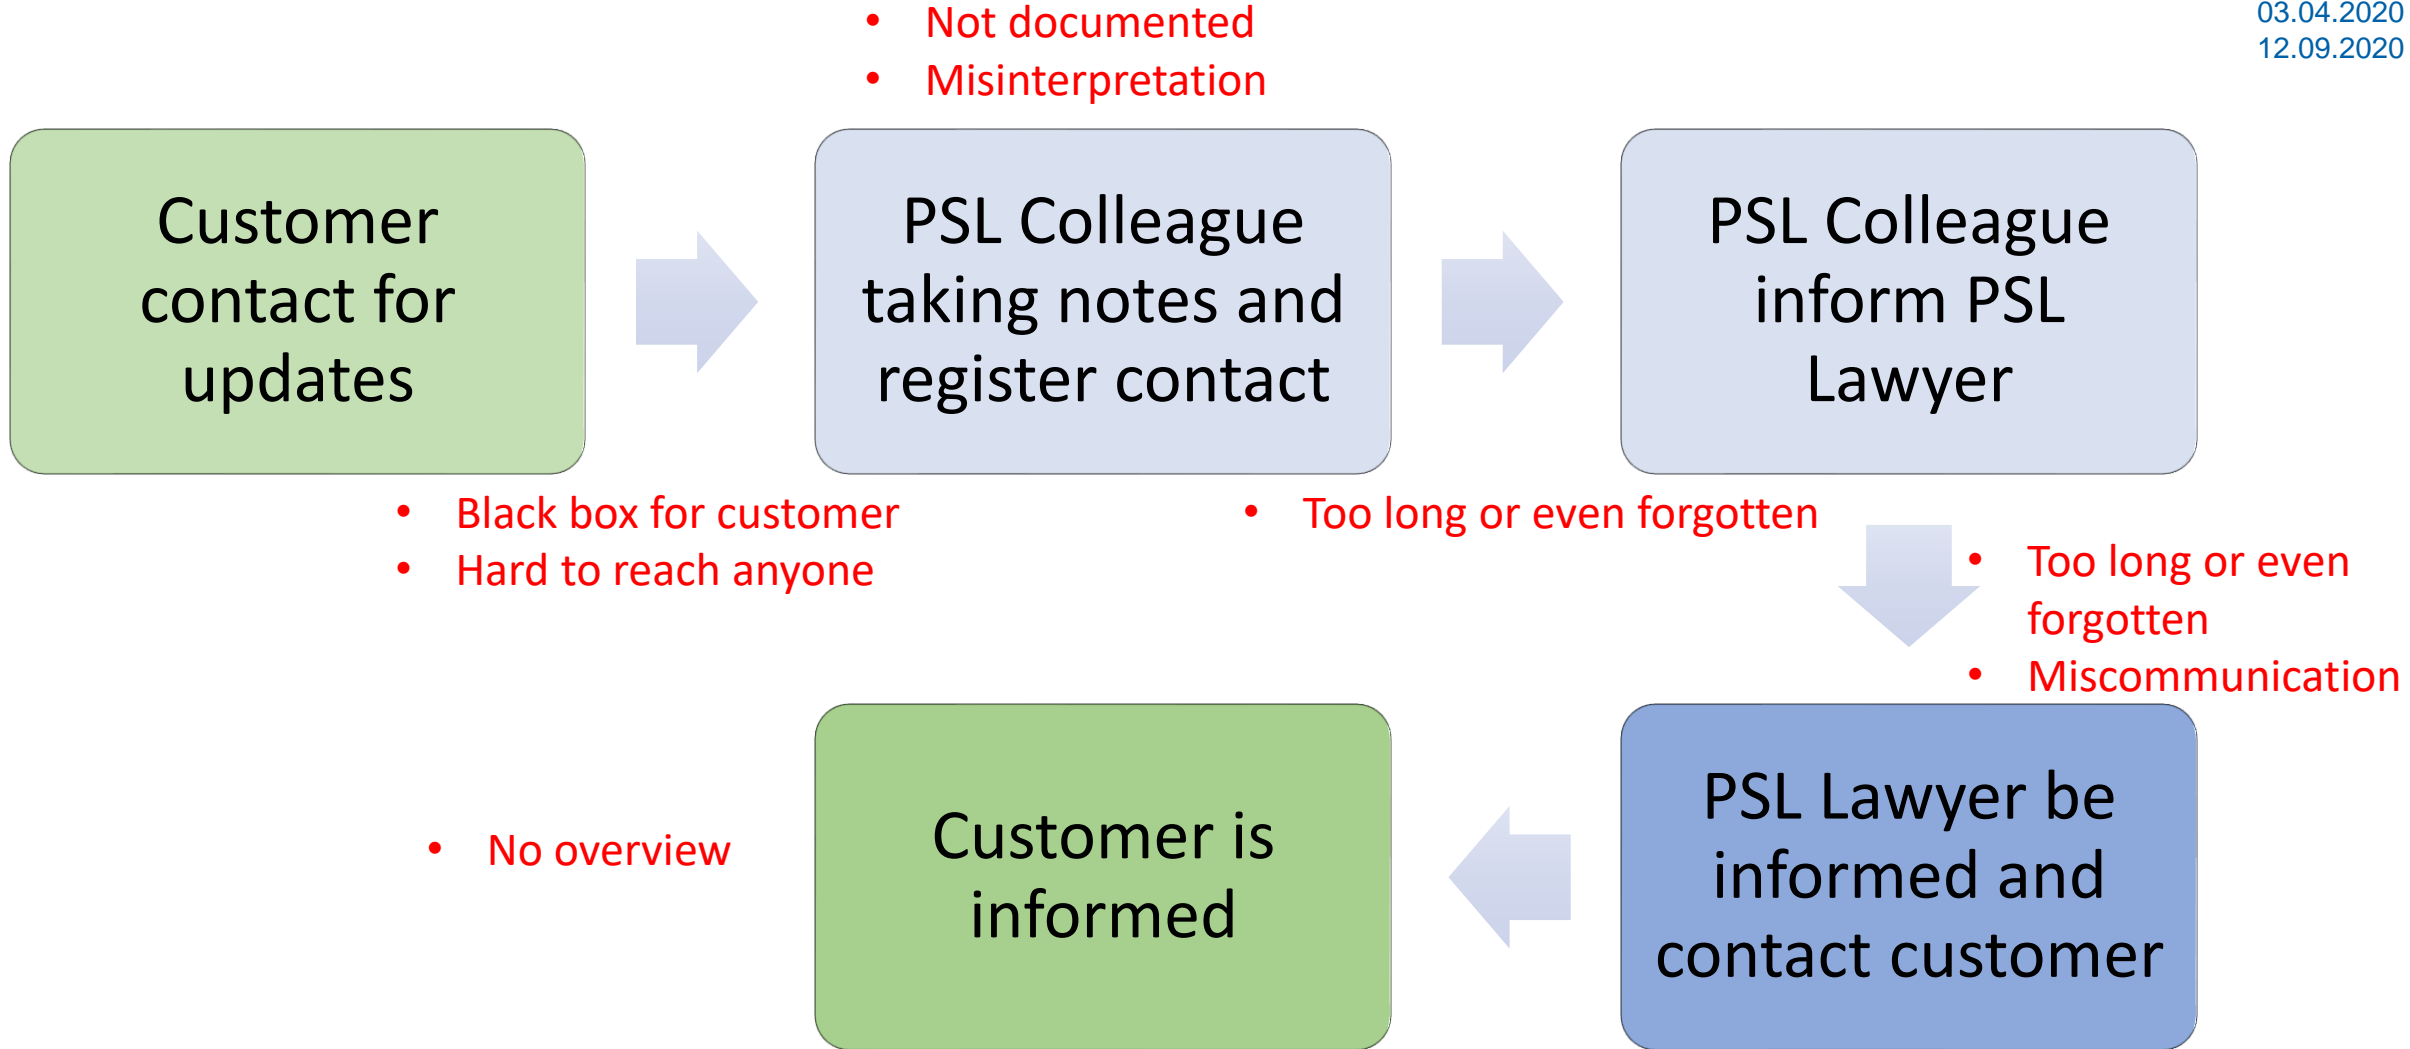 • Not documented
• Misinterpretation
03.04.2020
12.09.2020
Customer
contact for
updates
PSL Colleague
taking notes and
register contact
PSL Colleague
inform PSL
Lawyer
• Black box for customer
• Hard to reach anyone
• Too long or even forgotten
• Too long or even
forgotten
• Miscommunication
• No overview
Customer is
informed
PSL Lawyer be
informed and
contact customer